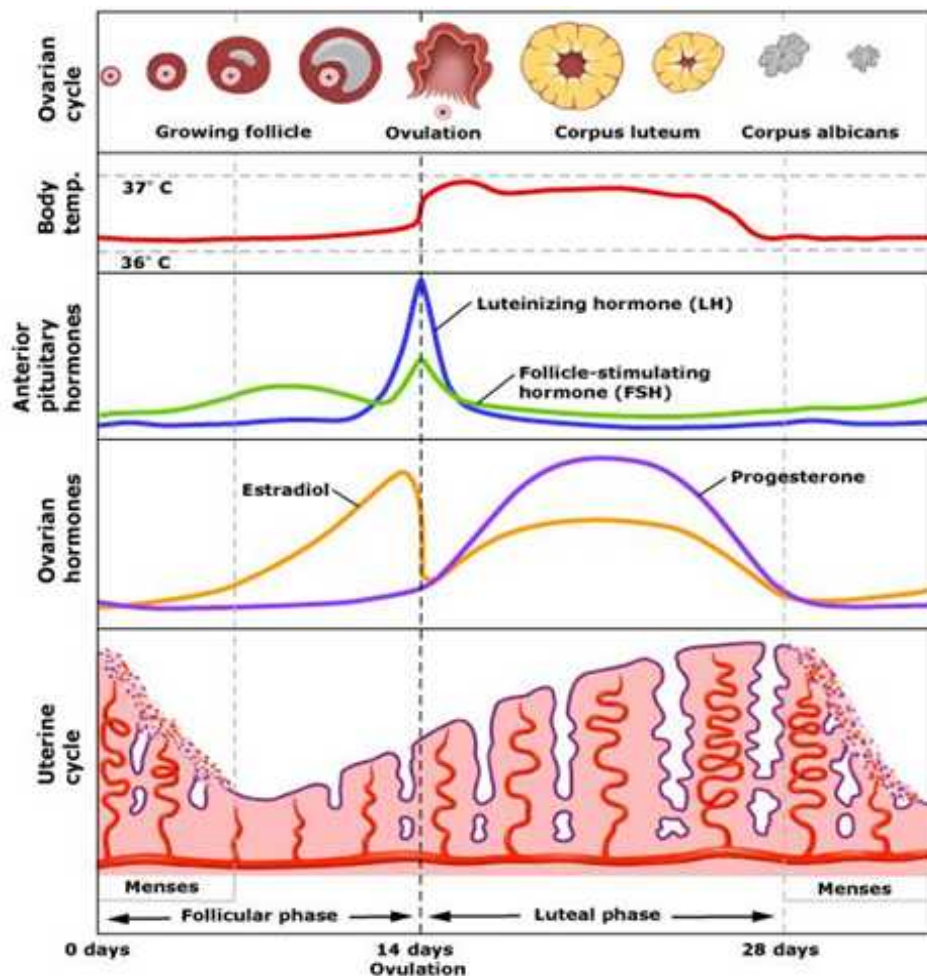 Ovarian
cycle
Growing follicle
Ovulation
Corpus luteum
Corpus albicans
Body
temp.
37° C
36° C
Anterior
pituitary
hormones
Luteinizing hormone (LH)
Follicle-stimulating
hormone (FSH)
Ovarian
hormones
Estradiol
Progesterone
Uterine
cycle
Menses
Menses
Follicular phase
Luteal phase
0 days
14 days
28 days
Ovulation